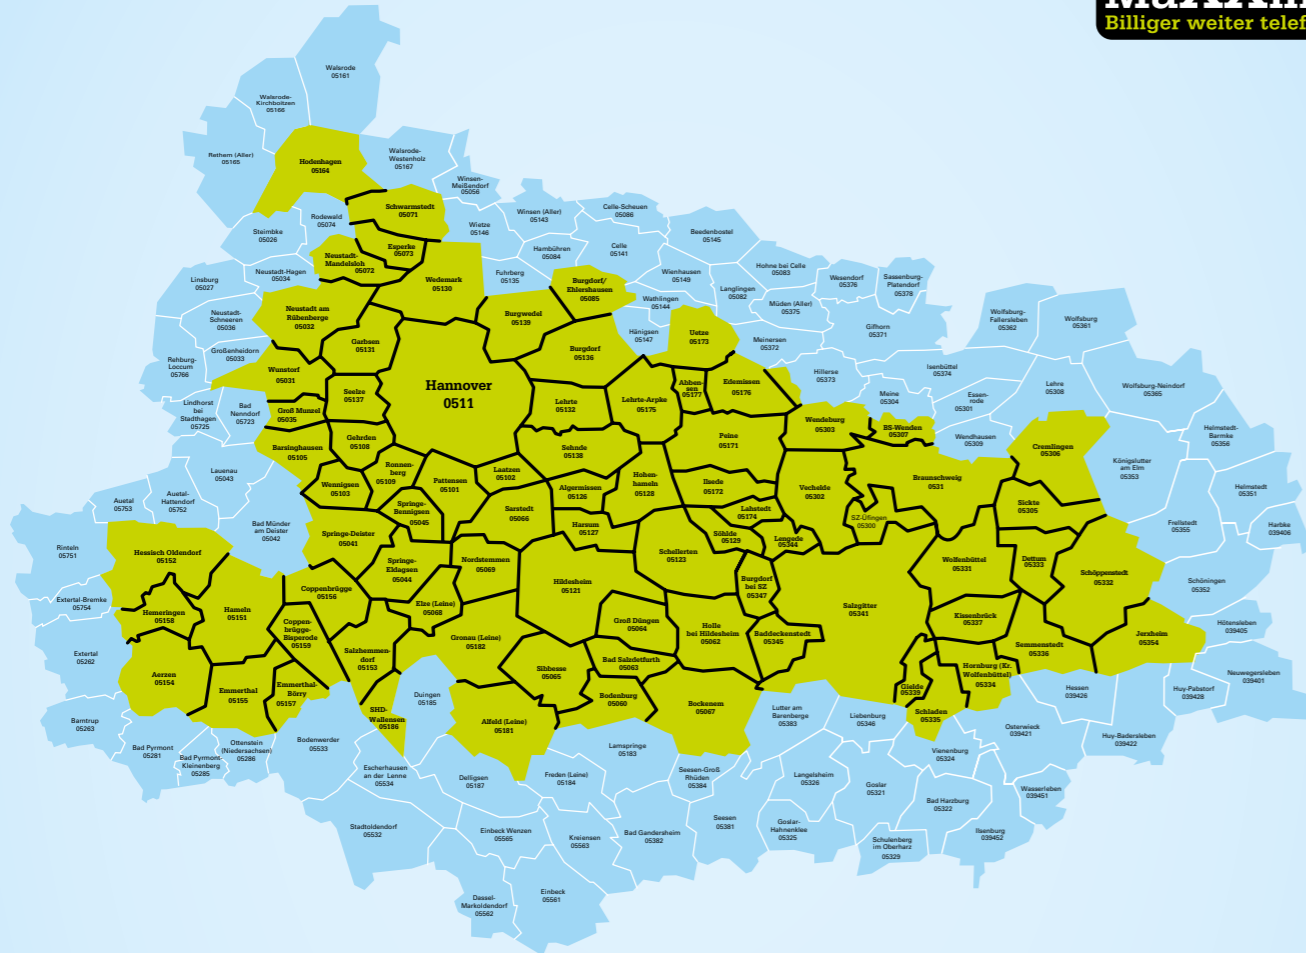 Billiger weiter telef
Walsrode
05161
Walsrode-
Kirchboitzen
05166
Rethem (Aller)
05165
Hodenhagen
05164
Walsrode-
Westenholz
05167
Winsen-
Meißendorf
05056
Schwarmstedt
05071
Rodewald
05074
Steimbke
05026
Esperke
05073
Neustadt-
Mandelsloh
05072
Wietze
05146
Winsen (Aller)
05143
Celle-Scheuen
05086
Hambühren
05084
Celle
05141
Beedenbostel
05145
Linsburg
05027
Neustadt-Hagen
05034
Wedemark
05130
Fuhrberg
05135
Burgdorf/
Ehlershausen
05085
Wienhausen
05149
Wathlingen
05144
Langlingen
05082
Hohne bei Celle
05083
Müden (Aller)
05375
Wesendorf
05376
Sassenburg-
Platendorf
05378
Neustadt-
Schneeren
05036
Neustadt am
Rübenberge
05032
Burgwedel
05139
Hänigsen
05147
Uetze
05173
Meinersen
05372
Gifhorn
05371
Wolfsburg-
Fallersleben
05362
Wolfsburg
05361
Rehburg-
Loccum
05766
Großenheidorn
05033
Garbsen
05131
Burgdorf
05136
Wunstorf
05031
Hannover
0511
Seelze
05137
Abben-
sen
05177
Edemissen
05176
Hillerse
05373
Isenbüttel
05374
Meine
05304
Essen-
rode
05301
Lehre
05308
Wolfsburg-Neindorf
05365
Lindhorst
bei
Stadthagen
05725
Bad
Nenndorf
05723
Groß Munzel
05035
Lehrte
05132
Lehrte-Arpke
05175
Wendeburg
05303
BS-Wenden
05307
Wendhausen
05309
Helmstedt-
Barmke
05356
Barsinghausen
05105
Gehrden
05108
Sehnde
05138
Peine
05171
Cremlingen
05306
Königslutter
am Elm
05353
Lauenau
05043
Ronnen-
berg
05109
Wennigsen
05103
Pattensen
05101
Laatzen
05102
Algermissen
05126
Hohen-
hameln
05128
Ilsede
05172
Vechelde
05302
Braunschweig
0531
Helmstedt
05351
Auetal
05753
Auetal-
Hattendorf
05752
Springe-
Bennigsen
05045
Sarstedt
05066
Harsum
05127
Lahstedt
05174
SZ-Üfingen
05300
Sickte
05305
Frellstedt
05355
Harbke
039406
Bad Münder
am Deister
05042
Springe-Deister
05041
Söhlde
05129
Lengede
05344
Rinteln
05751
Hessisch Oldendorf
05152
Springe-
Eldagsen
05044
Nordstemmen
05069
Hildesheim
05121
Schellerten
05123
Burgdorf
bei SZ
05347
Wolfenbüttel
05331
Dettum
05333
Schöppenstedt
05332
Schöningen
05352
Extertal-Bremke
05754
Hemeringen
05158
Hameln
05151
Coppenbrügge
05156
Elze (Leine)
05068
Salzgitter
05341
Kissenbrück
05337
Hötensleben
039405
Coppen-
brügge-
Bisperode
05159
Gronau (Leine)
05182
Groß Düngen
05064
Holle
bei Hildesheim
05062
Baddeckenstedt
05345
Semmenstedt
05336
Jerxheim
05354
Extertal
05262
Salzhemmen-
dorf
05153
Sibbesse
05065
Bad Salzdetfurth
05063
Hornburg (Kr.
Wolfenbüttel)
05334
Neuwegersleben
039401
Aerzen
05154
Emmerthal
05155
Emmerthal-
Börry
05157
Duingen
05185
Bodenburg
05060
Bockenem
05067
Gielde
05339
Hessen
039426
Huy-Pabstorf
039428
Barntrup
05263
SHD-
Wallensen
05186
Alfeld (Leine)
05181
Lutter am
Barenberge
05383
Liebenburg
05346
Schladen
05335
Osterwieck
039421
Huy-Badersleben
039422
Bad Pyrmont
05281
Bad Pyrmont-
Kleinenberg
05285
Ottenstein
(Niedersachsen)
05286
Bodenwerder
05533
Lamspringe
05183
Vienenburg
05324
Escherhausen
an der Lenne
05534
Delligsen
05187
Freden (Leine)
05184
Seesen-Groß
Rhüden
05384
Langelsheim
05326
Goslar
05321
Wasserleben
039451
Bad Harzburg
05322
Stadtoldendorf
05532
Einbeck Wenzen
05565
Kreiensen
05563
Bad Gandersheim
05382
Seesen
05381
Goslar-
Hahnenklee
05325
Schulenberg
im Oberharz
05329
Ilsenburg
039452
Dassel-
Markoldendorf
05562
Einbeck
05561